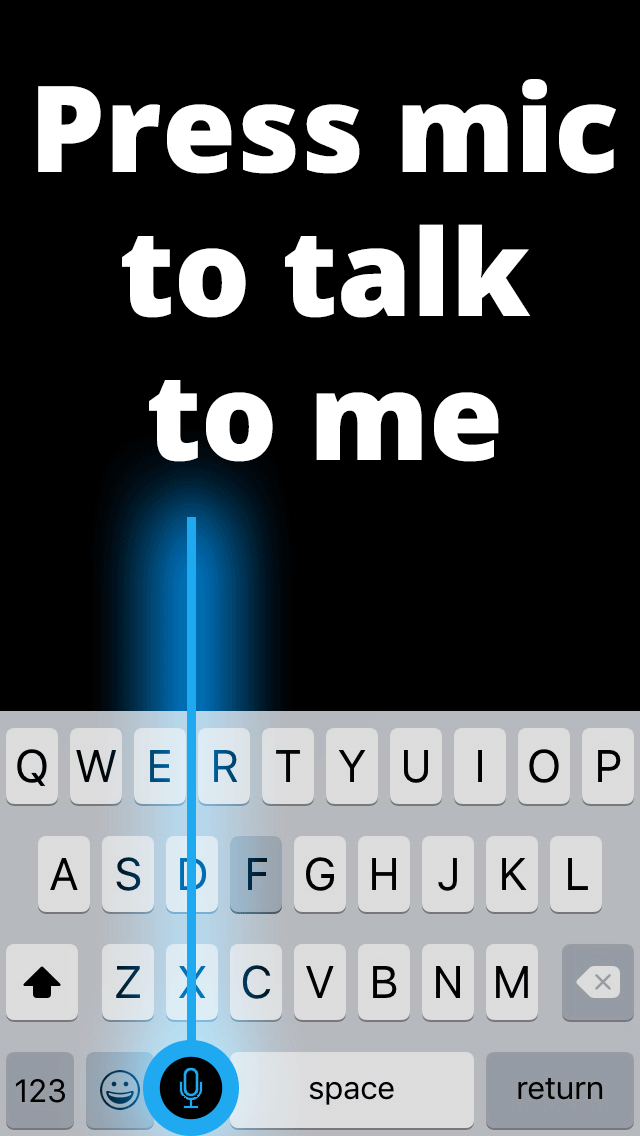 Press mic
to talk
to me
Q W E R T Y U I O P
A S D F G H J K L
Z X C V B N M
123 space return